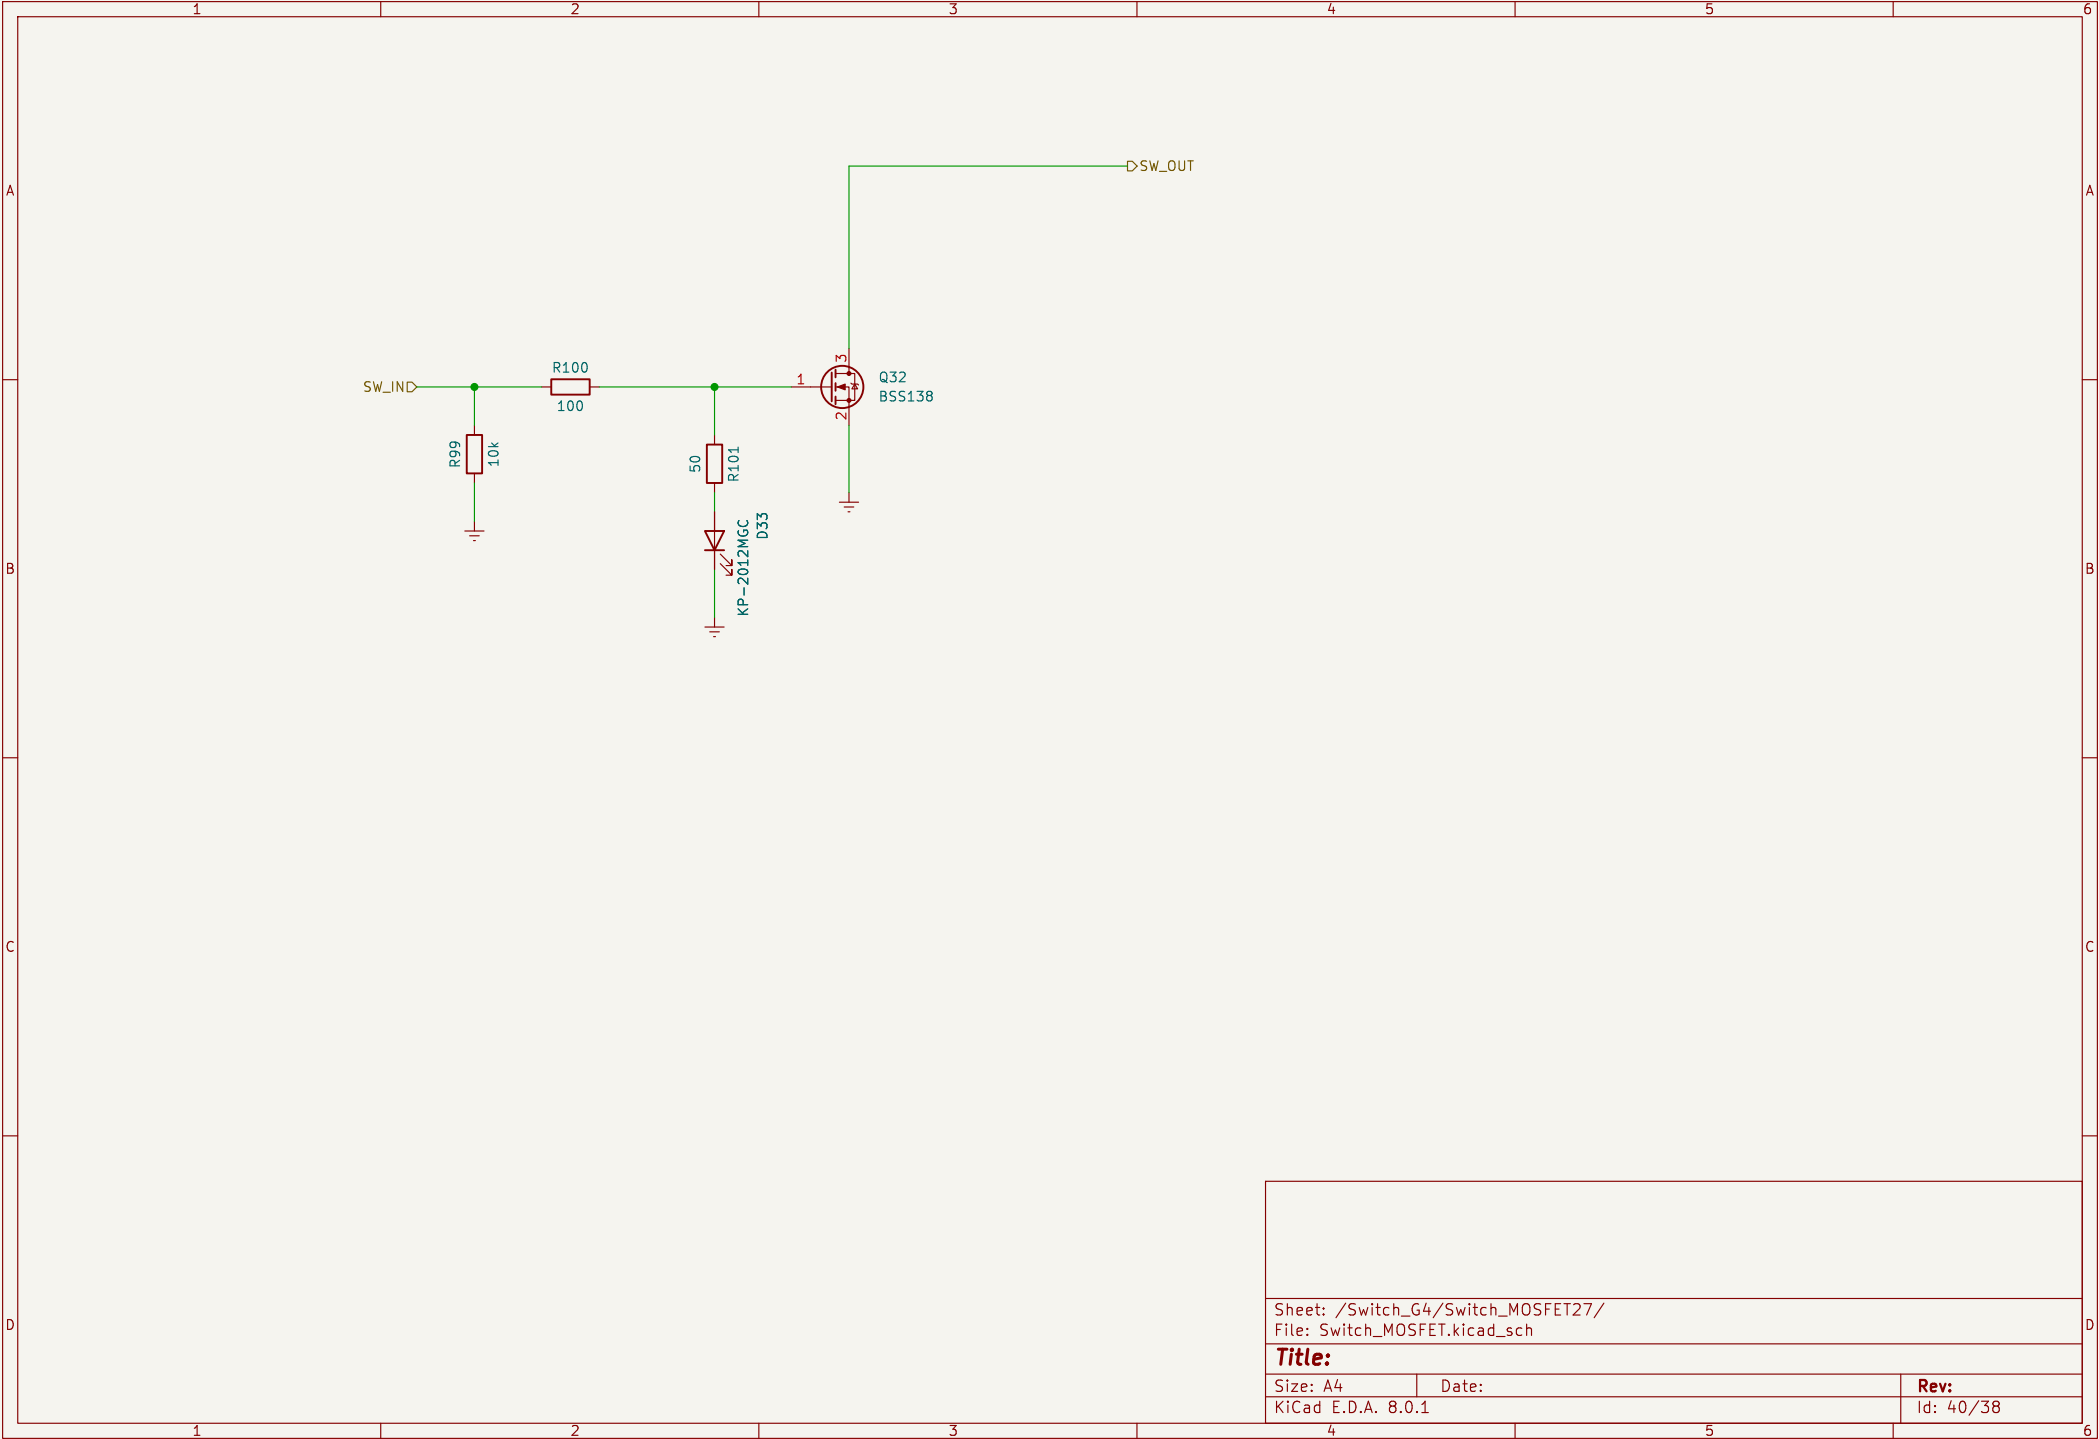 1 2 3 4 5 6
A A
SW_OUT
3
R100
Q32
SW_IN
1
BSS138
100
2
R99
10k
50
R101
D33
KP-2012MGC
B B
C C
D D
Sheet: /Switch_G4/Switch_MOSFET27/
File: Switch_MOSFET.kicad_sch
Title:
Size: A4 Date: Rev:
KiCad E.D.A. 8.0.1 Id: 40/38
1 2 3 4 5 6